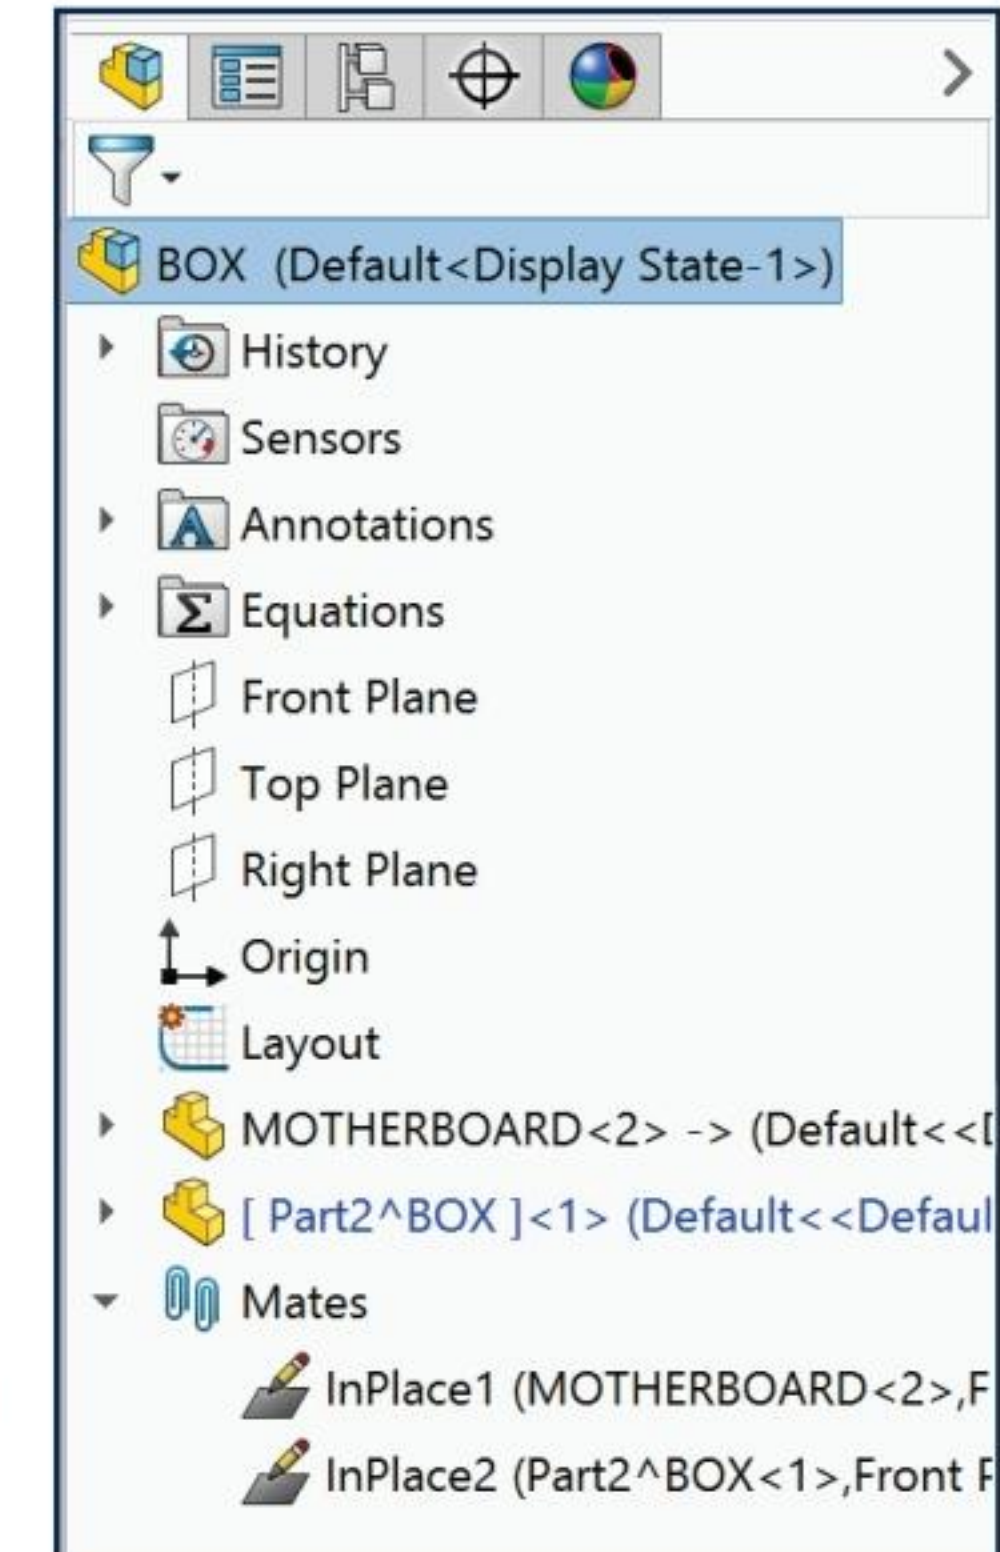 BOX (Default<Display State-1>)
History
Sensors
Annotations
Equations
Front Plane
Top Plane
Right Plane
Origin
Layout
MOTHERBOARD<2> -> (Default<<
[ Part2^BOX ]<1> (Default<<Defaul
Mates
InPlace1 (MOTHERBOARD<2>,F
InPlace2 (Part2^BOX<1>,Front